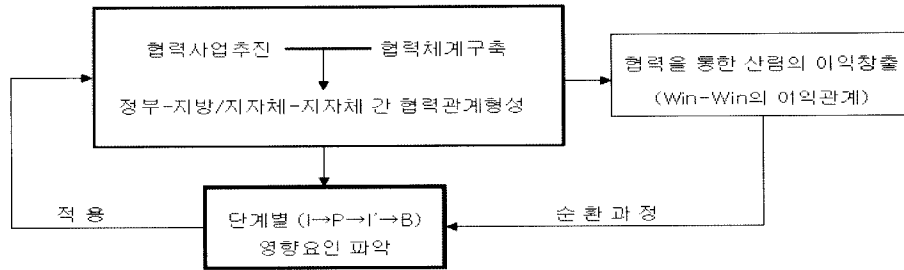 협력사업추진 협력체계구축
정부-지방/지자체-지자체 간 협력관계형성
협력을 통한 산림의 이익창출
(Win-Win의 이익관계)
적용
순환과정
단계별 (I→P→I'→B)
영향요인 파악